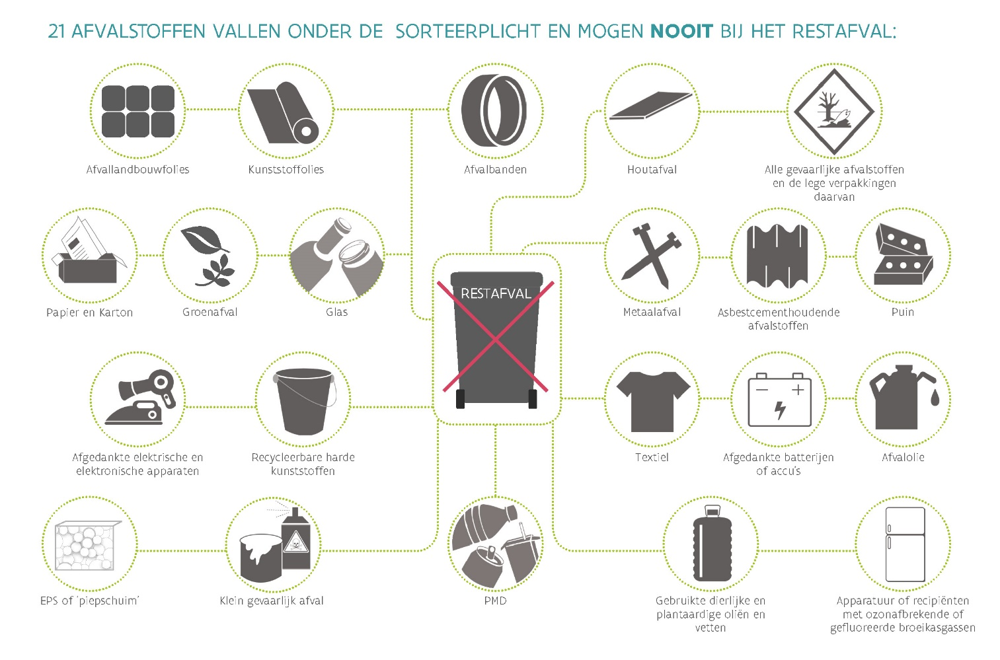 21 AFVALSTOFFEN VALLEN ONDER DE SORTEERPLICHT EN MOGEN NOOIT BIJ HET RESTAFVAL:
Afvallandbouwfolies
Kunststoffolies
Afvalbanden
Houtafval
Alle gevaarlijke afvalstoffen
en de lege verpakkingen
daarvan
Papier en Karton
Groenafval
Glas
RESTAFVAL
Metaalafval
Asbestcementhoudende
afvalstoffen
Puin
Afgedankte elektrische en
elektronische apparaten
Recycleerbare harde
kunststoffen
Textiel
Afgedankte batterijen
of accu's
Afvalolie
EPS of 'piepschuim'
Klein gevaarlijk afval
PMD
Gebruikte dierlijke en
plantaardige oliën en
vetten
Apparatuur of recipiënten
met ozonafbrekende of
gefluoreerde broeikasgassen